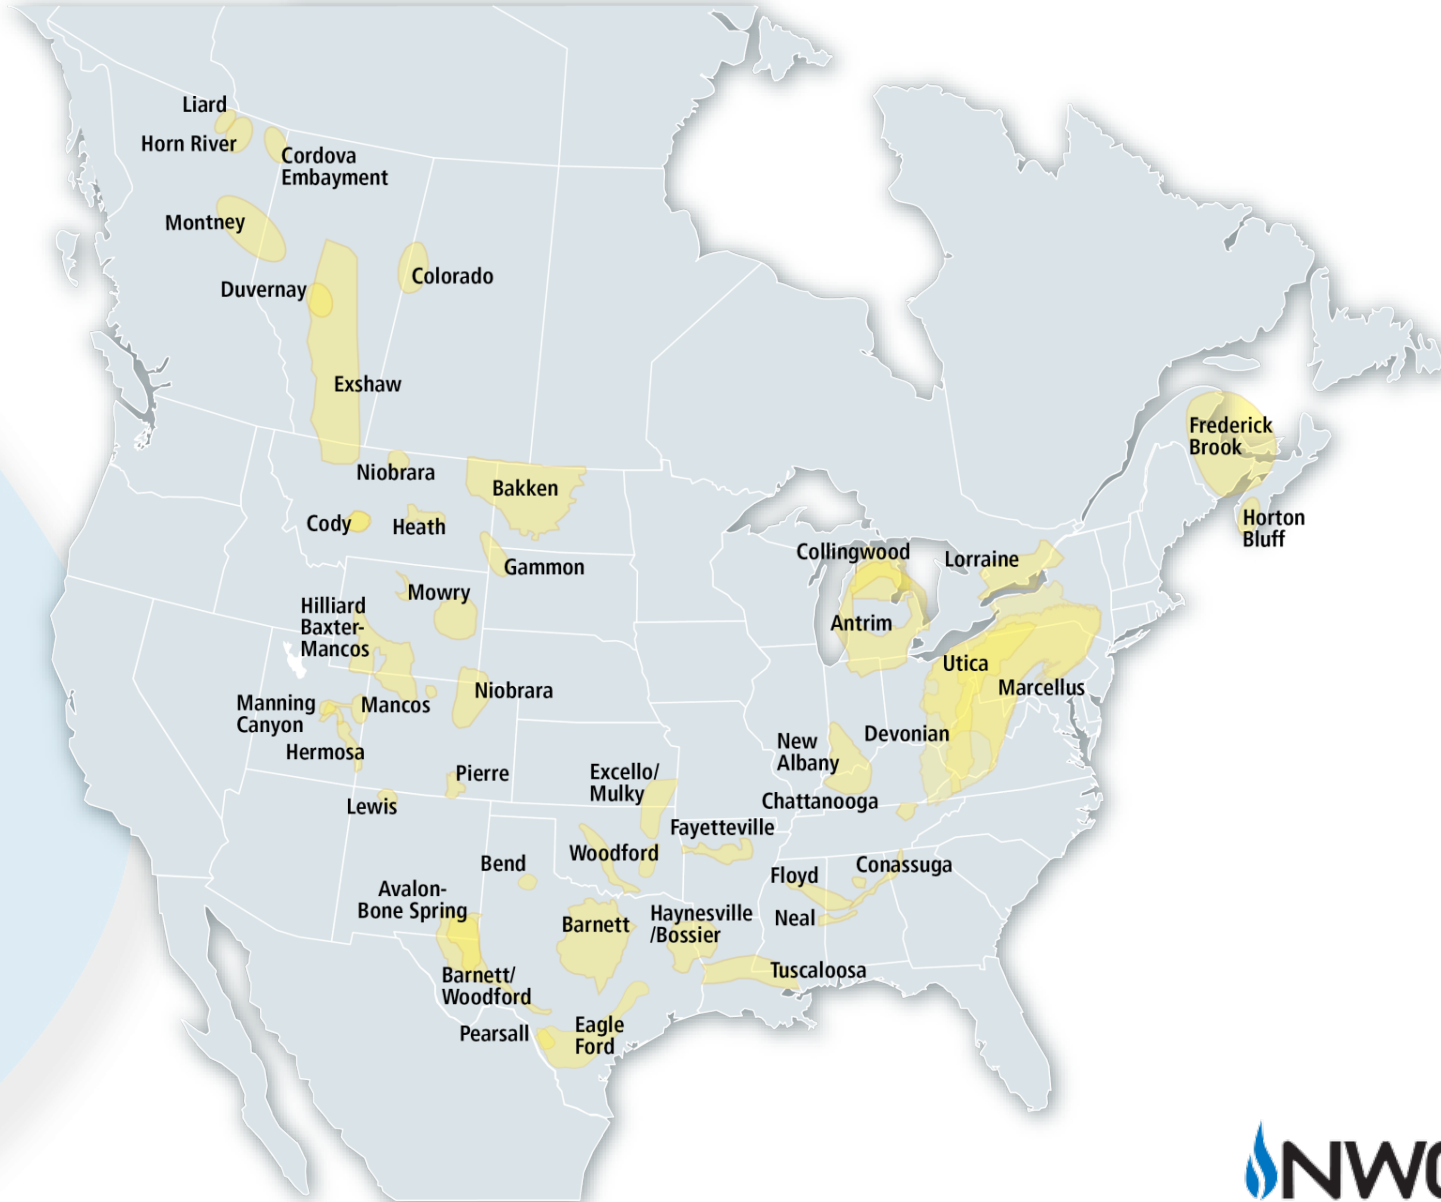 Liard
Horn River
Cordova
Embayment
Montney
Colorado
Duvernay
Exshaw
Frederick
Brook
Niobrara
Bakken
Cody
Heath
Horton
Bluff
Collingwood
Lorraine
Gammon
Mowry
Hilliard
Baxter-
Mancos
Antrim
Utica
Marcellus
Niobrara
Manning
Canyon
Mancos
Hermosa
New
Albany
Devonian
Pierre
Excello/
Mulky
Lewis
Chattanooga
Fayetteville
Woodford
Bend
Floyd
Conassuga
Avalon-
Bone Spring
Barnett
Haynesville
/Bossier
Neal
Barnett/
Woodford
Tuscaloosa
Pearsall
Eagle
Ford
NWG